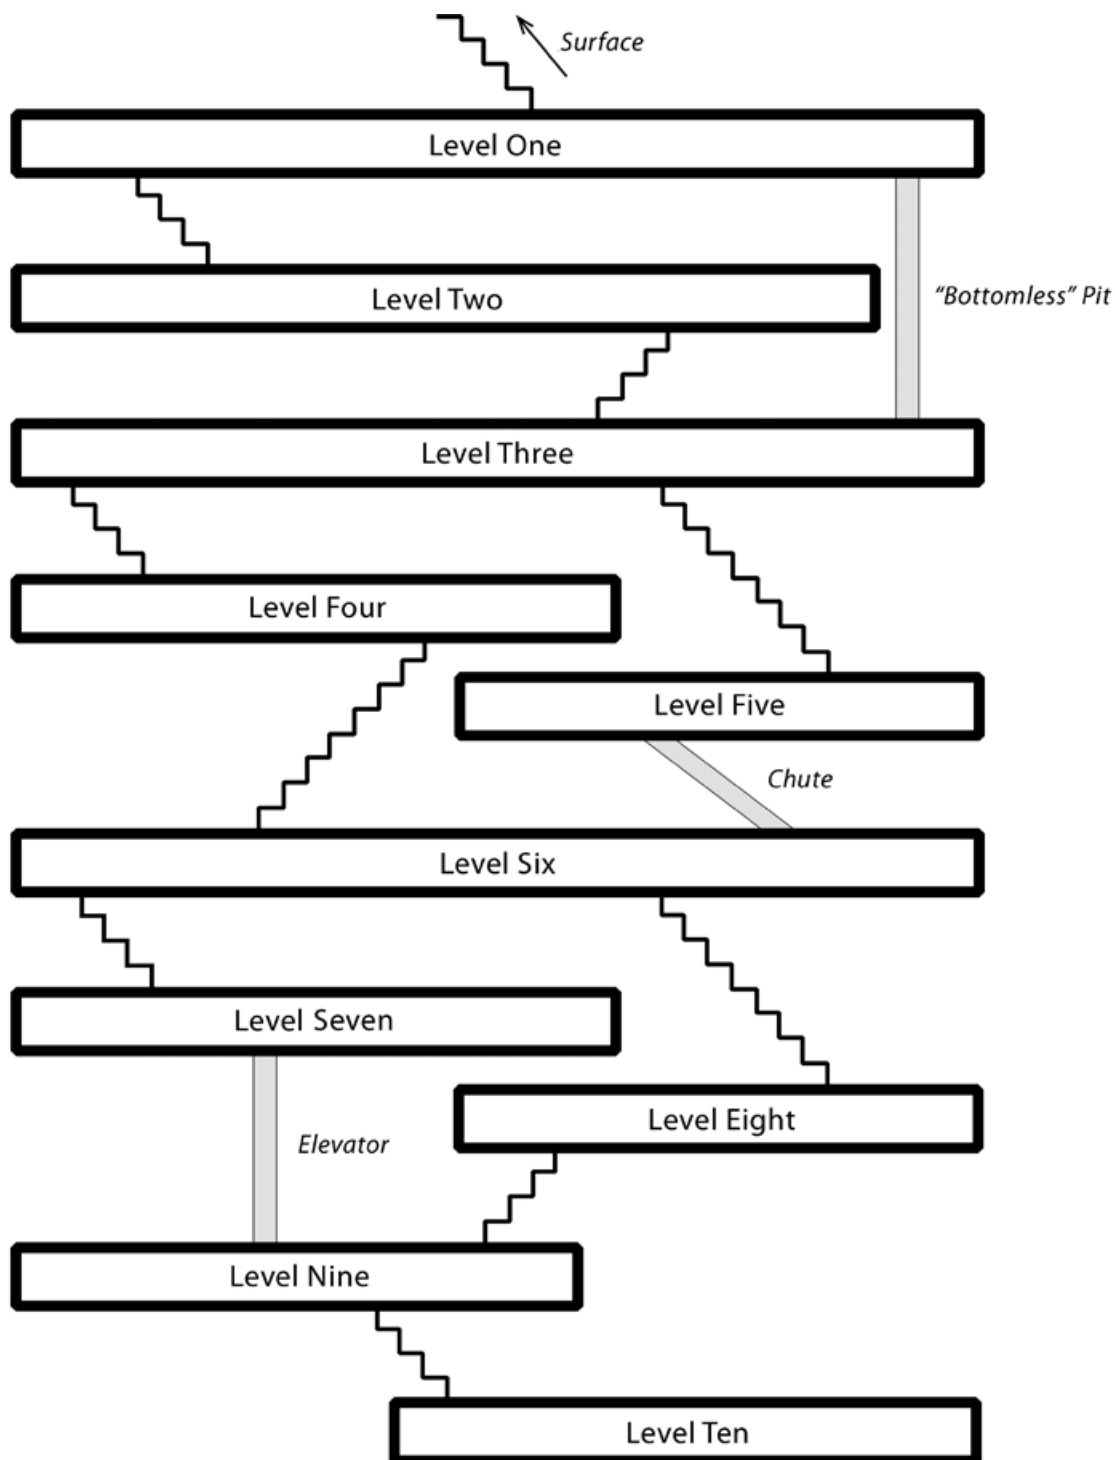 Surface
Level One
Level Two
“Bottomless” Pit
Level Three
Level Four
Level Five
Chute
Level Six
Level Seven
Level Eight
Elevator
Level Nine
Level Ten